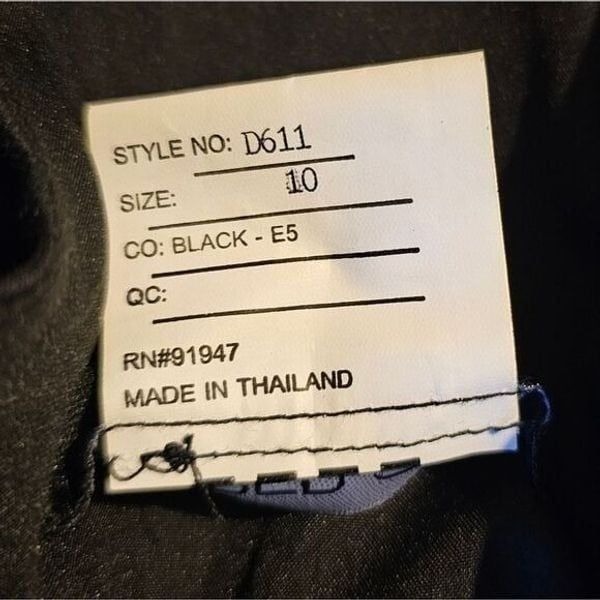 STYLE NO: D611
SIZE: 10
CO: BLACK - E5
QC:
RN#91947
MADE IN THAILAND